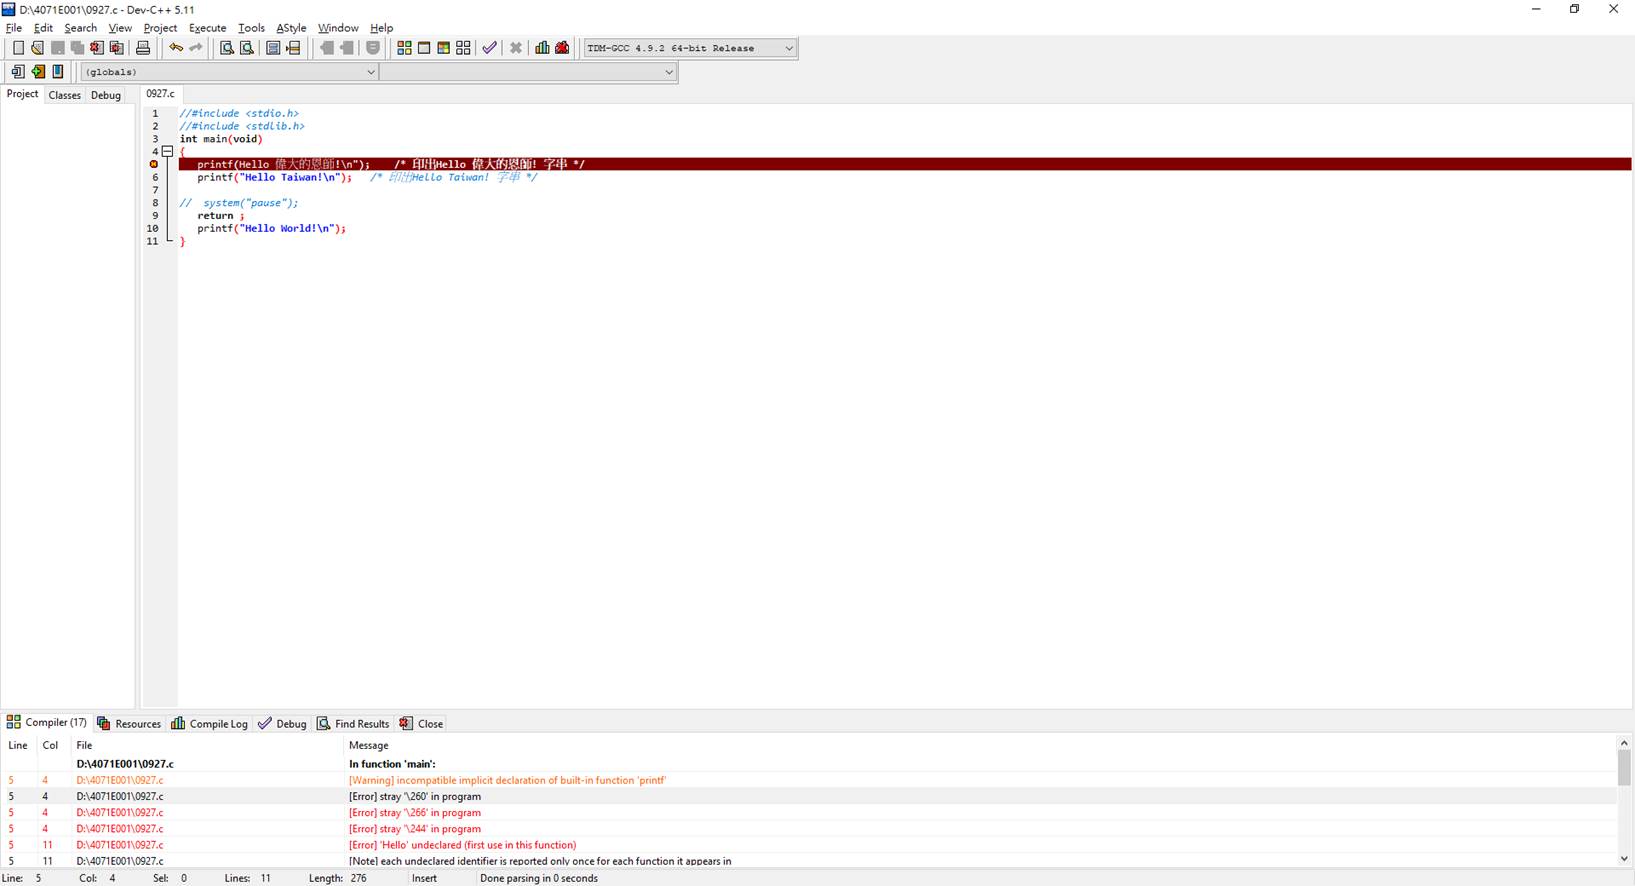 D:\4071E001\0927.c - Dev-C++ 5.11
File Edit Search View Project Execute Tools AStyle Window Help
TDM-GCC 4.9.2 64-bit Release
(globals)
Project Classes Debug
0927.c
1 //#include <stdio.h>
2 //#include <stdlib.h>
3 int main(void)
4 {
printf(Hello 偉大的恩師!\n"); /* 印出Hello 偉大的恩師! 字串 */
6 printf("Hello Taiwan!\n"); /* 印出Hello Taiwan! 字串 */
7
8 // system("pause");
9 return ;
10 printf("Hello World!\n");
11 }
Compiler (17) Resources Compile Log Debug Find Results Close
Line Col File Message
D:\4071E001\0927.c In function 'main':
5 4 D:\4071E001\0927.c [Warning] incompatible implicit declaration of built-in function 'printf'
5 4 D:\4071E001\0927.c [Error] stray '\260' in program
5 4 D:\4071E001\0927.c [Error] stray '\266' in program
5 4 D:\4071E001\0927.c [Error] stray '\244' in program
5 11 D:\4071E001\0927.c [Error] 'Hello' undeclared (first use in this function)
5 11 D:\4071E001\0927.c [Note] each undeclared identifier is reported only once for each function it appears in
Line: 5 Col: 4 Sel: 0 Lines: 11 Length: 276 Insert Done parsing in 0 seconds